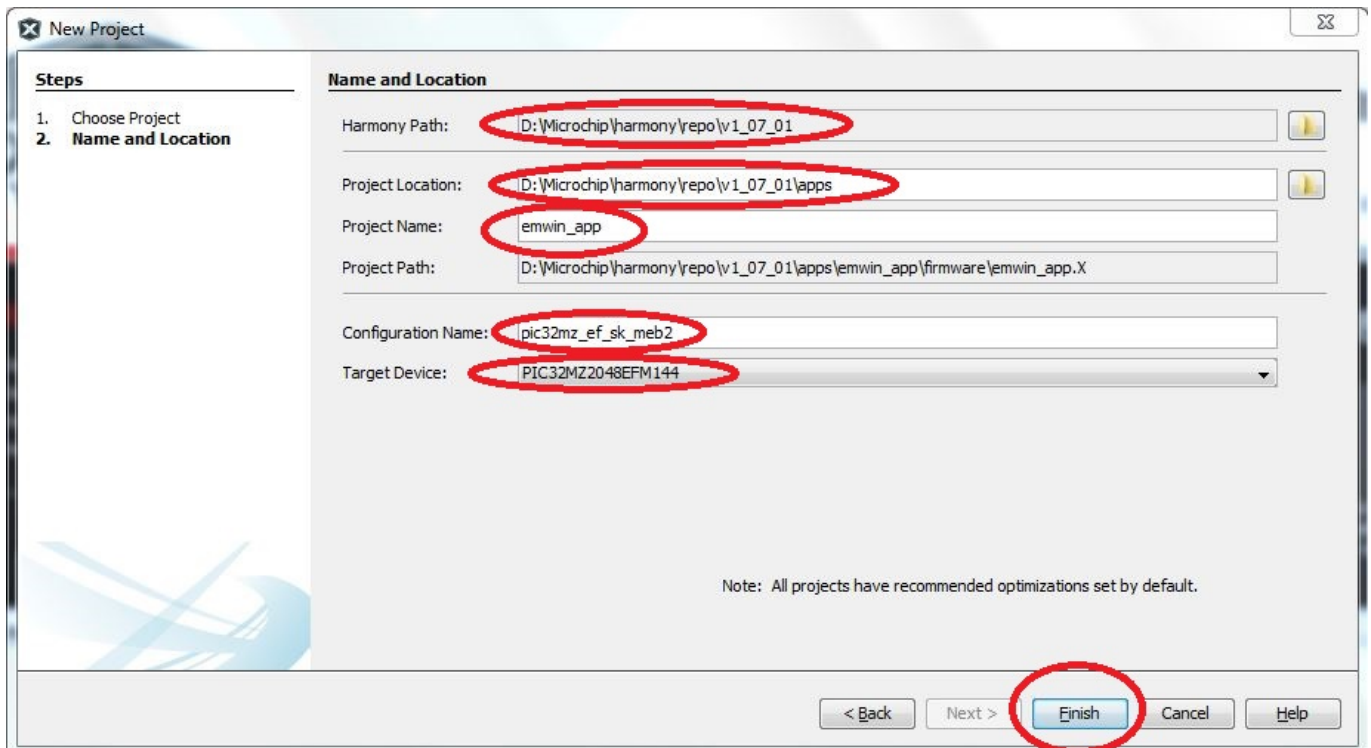 New Project
Steps
1. Choose Project
2. Name and Location
Name and Location
Harmony Path: D:\Microchip\harmony\repo\v1_07_01
Project Location: D:\Microchip\harmony\repo\v1_07_01\apps
Project Name: emwin_app
Project Path: D:\Microchip\harmony\repo\v1_07_01\apps\emwin_app\firmware\emwin_app.X
Configuration Name: pic32mz_ef_sk_meb2
Target Device: PIC32MZ2048EFM144
Note: All projects have recommended optimizations set by default.
< Back Next > Finish Cancel Help